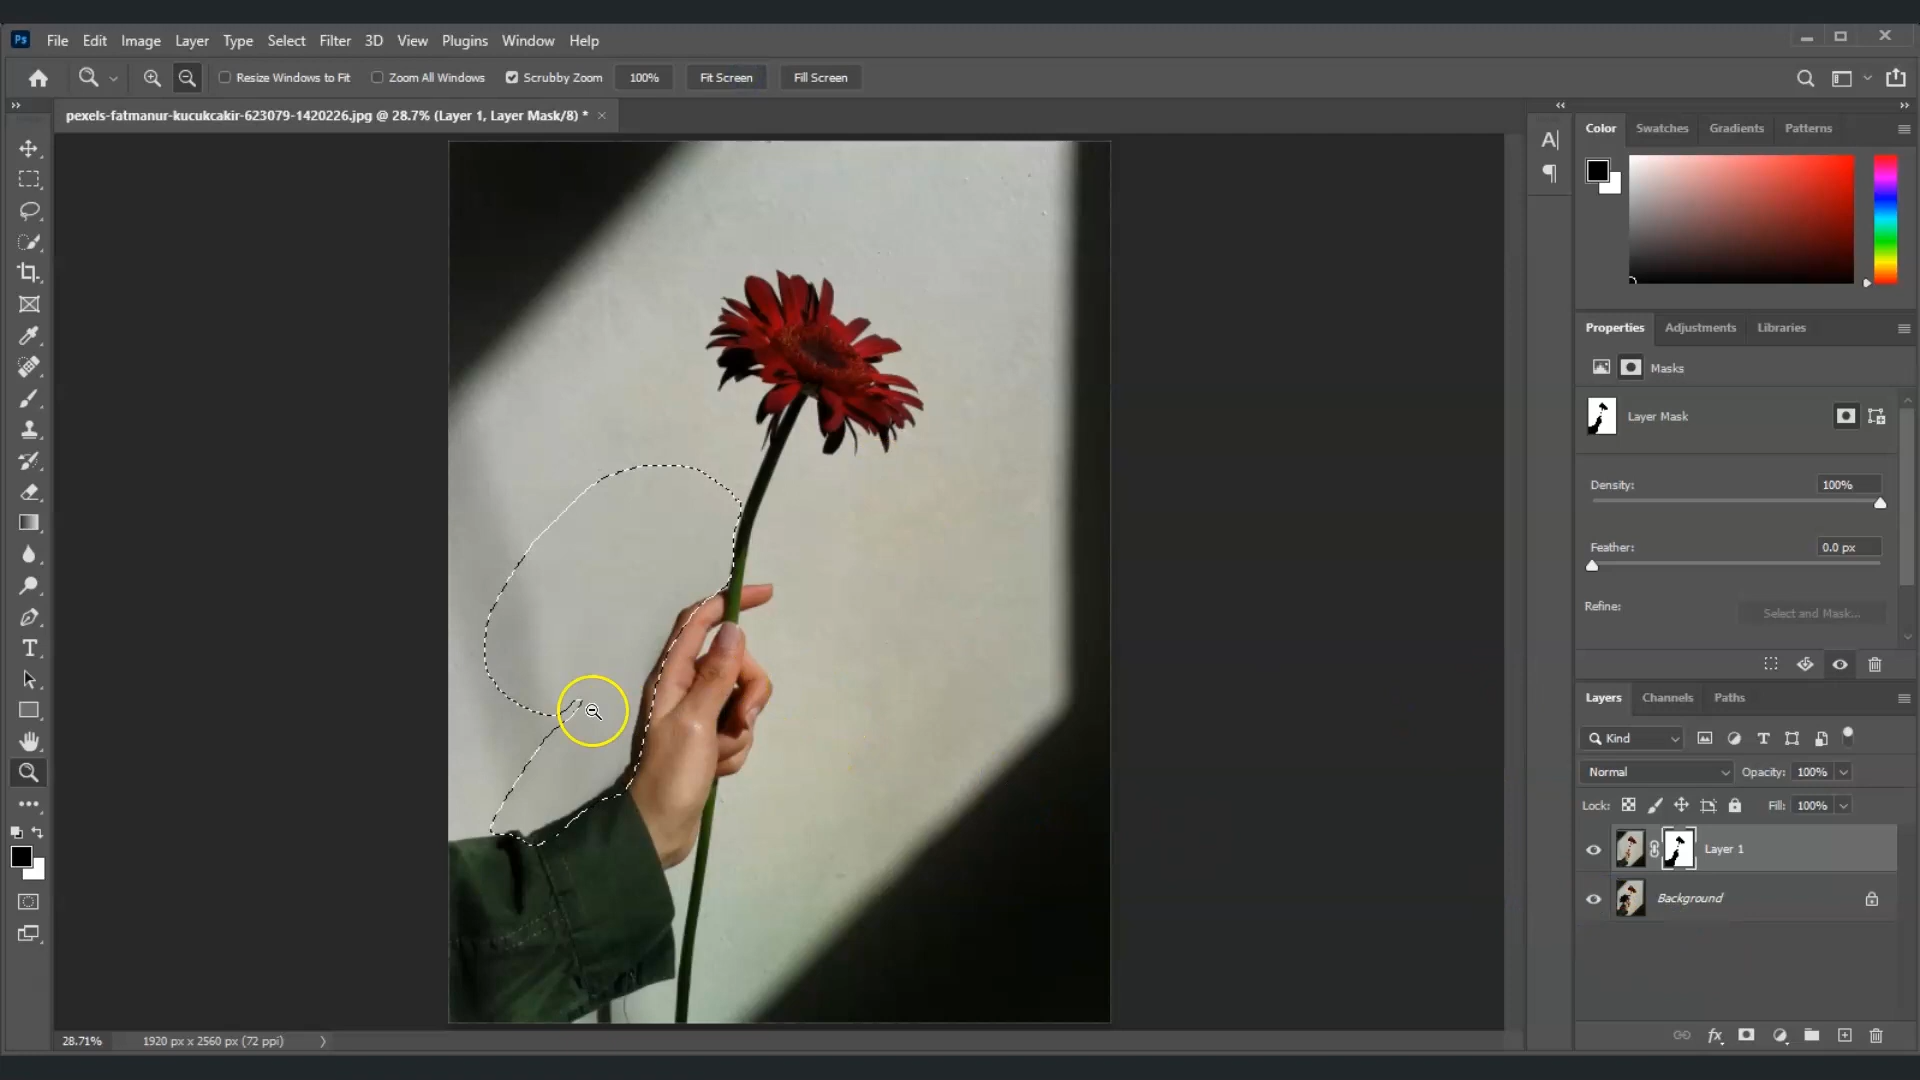 Ps File Edit Image Layer Type Select Filter 3D View Plugins Window Help
Resize Windows to Fit Zoom All Windows Scrubby Zoom 100% Fit Screen Fill Screen
pexels-fatmanur-kucukcakir-623079-1420226.jpg @ 28.7% (Layer 1, Layer Mask/8) *
Color Swatches Gradients Patterns
Properties Adjustments Libraries
Masks
Layer Mask
Density: 100%
Feather: 0.0 px
Refine: Select and Mask...
Layers Channels Paths
Kind
Normal Opacity: 100%
Lock: Fill: 100%
Layer 1
Background
28.71% 1920 px x 2560 px (72 ppi)